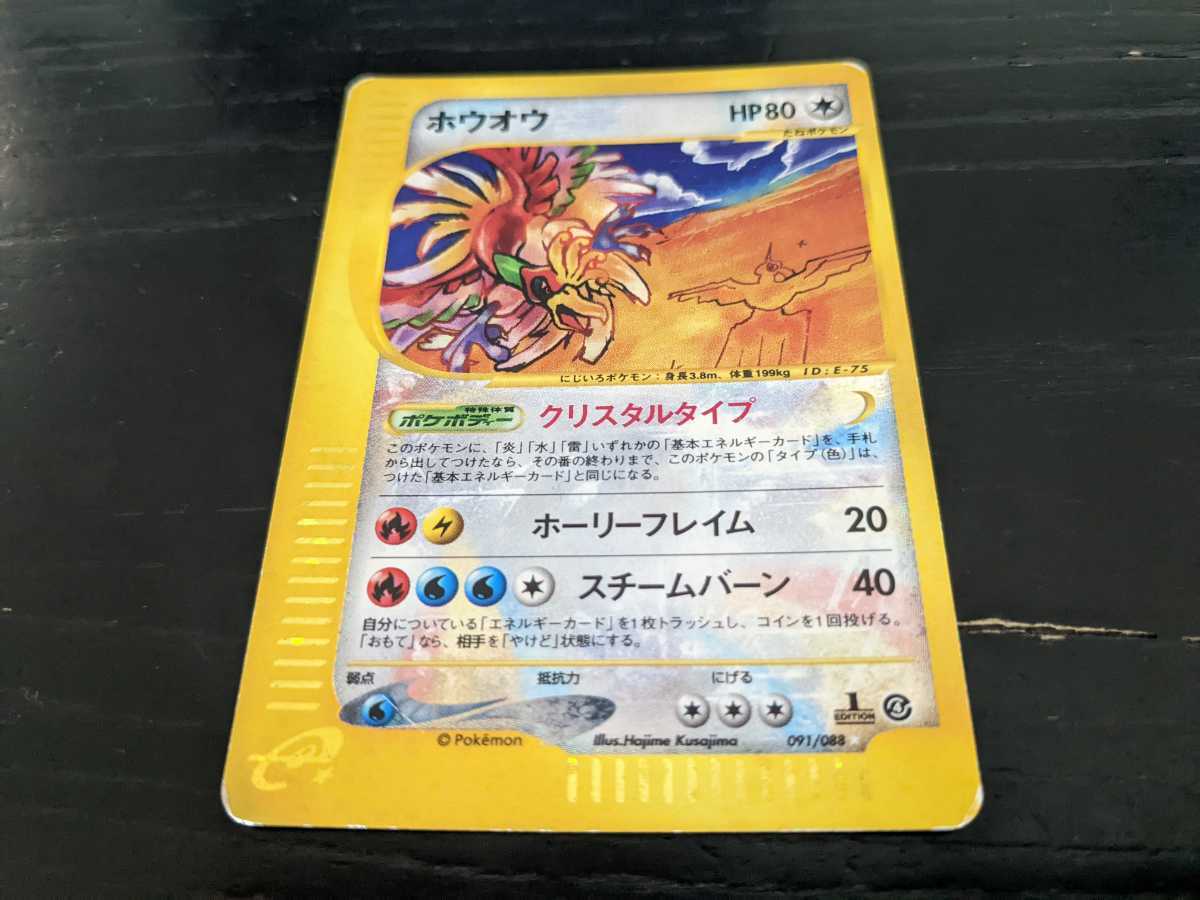 ホウオウ HP80
たねポケモン
にじいろポケモン：身長3.8m、体重199kg ID:E-75
特殊体質
ポケボディー クリスタルタイプ
このポケモンに、「炎」「水」「雷」いずれかの「基本エネルギーカード」を、手札
から出してつけたなら、その番の終わりまで、このポケモンの「タイプ（色）」は、
つけた「基本エネルギーカード」と同じになる。
ホーリーフレイム 20
スチームバーン 40
自分についている「エネルギーカード」を1枚トラッシュし、コインを1回投げる。
「おもて」なら、相手を「やけど」状態にする。
弱点 抵抗力 にげる
1
EDITION
© Pokémon Illus.Hajime Kusajima 091/088